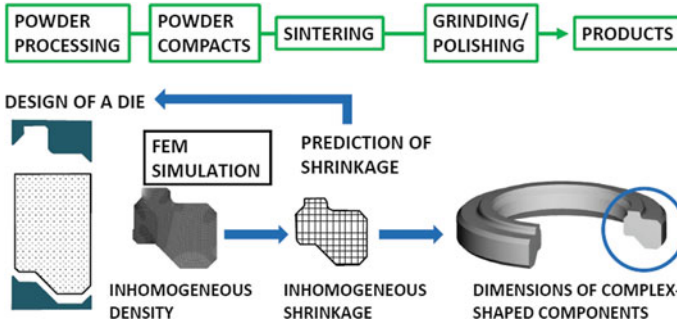 POWDER
PROCESSING
POWDER
COMPACTS
SINTERING
GRINDING/
POLISHING
PRODUCTS
DESIGN OF A DIE
FEM
SIMULATION
PREDICTION OF
SHRINKAGE
INHOMOGENEOUS
DENSITY
INHOMOGENEOUS
SHRINKAGE
DIMENSIONS OF COMPLEX-
SHAPED COMPONENTS